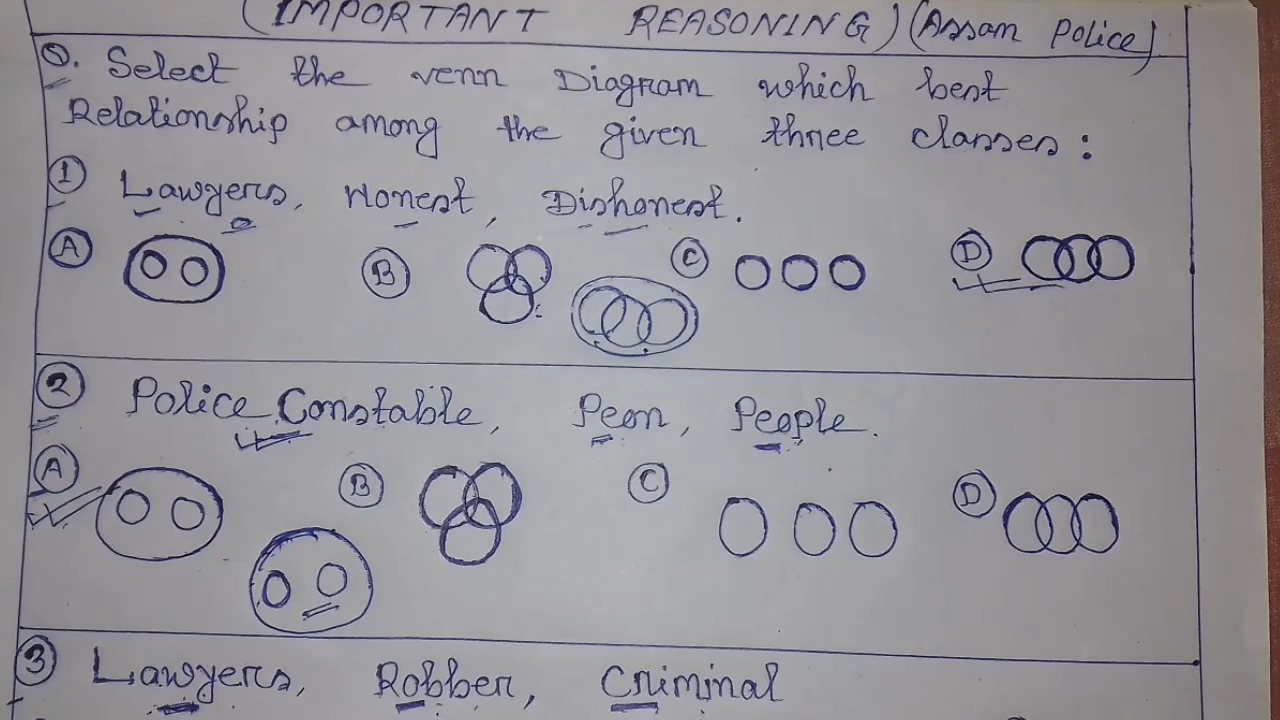 (IMPORTANT REASONING) (Assam Police)
Q. Select the venn Diagram which best
Relationship among the given three classes:
1 Lawyers, Honest, Dishonest.
A B C D
2 Police Constable, Peon, People.
A B C D
3 Lawyers, Robber, Criminal